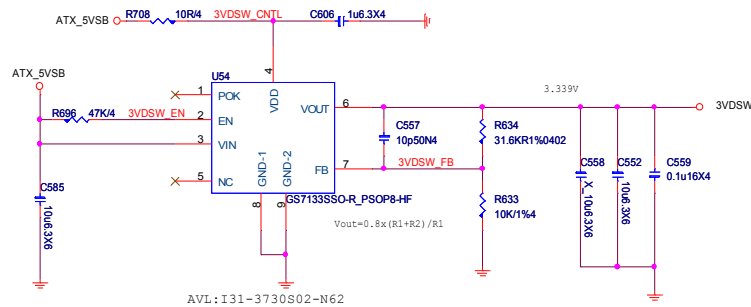 ATX_5VSB
R708
10R/4
3VDSW_CNTL
C606
1u6.3X4
ATX_5VSB
U54
4
VDD
1
POK
R696
47K/4
3VDSW_EN
2
EN
3
VIN
5
NC
VOUT
6
FB
7
GND-1
GND-2
8
9
GS7133SSO-R_PSOP8-HF
C585
10u6.3X6
C557
10p50N4
3VDSW_FB
R634
31.6KR1%0402
R633
10K/1%4
Vout=0.8x(R1+R2)/R1
3.339V
3VDSW
C558
X_10u6.3X6
C552
10u6.3X6
C559
0.1u16X4
AVL:I31-3730S02-N62